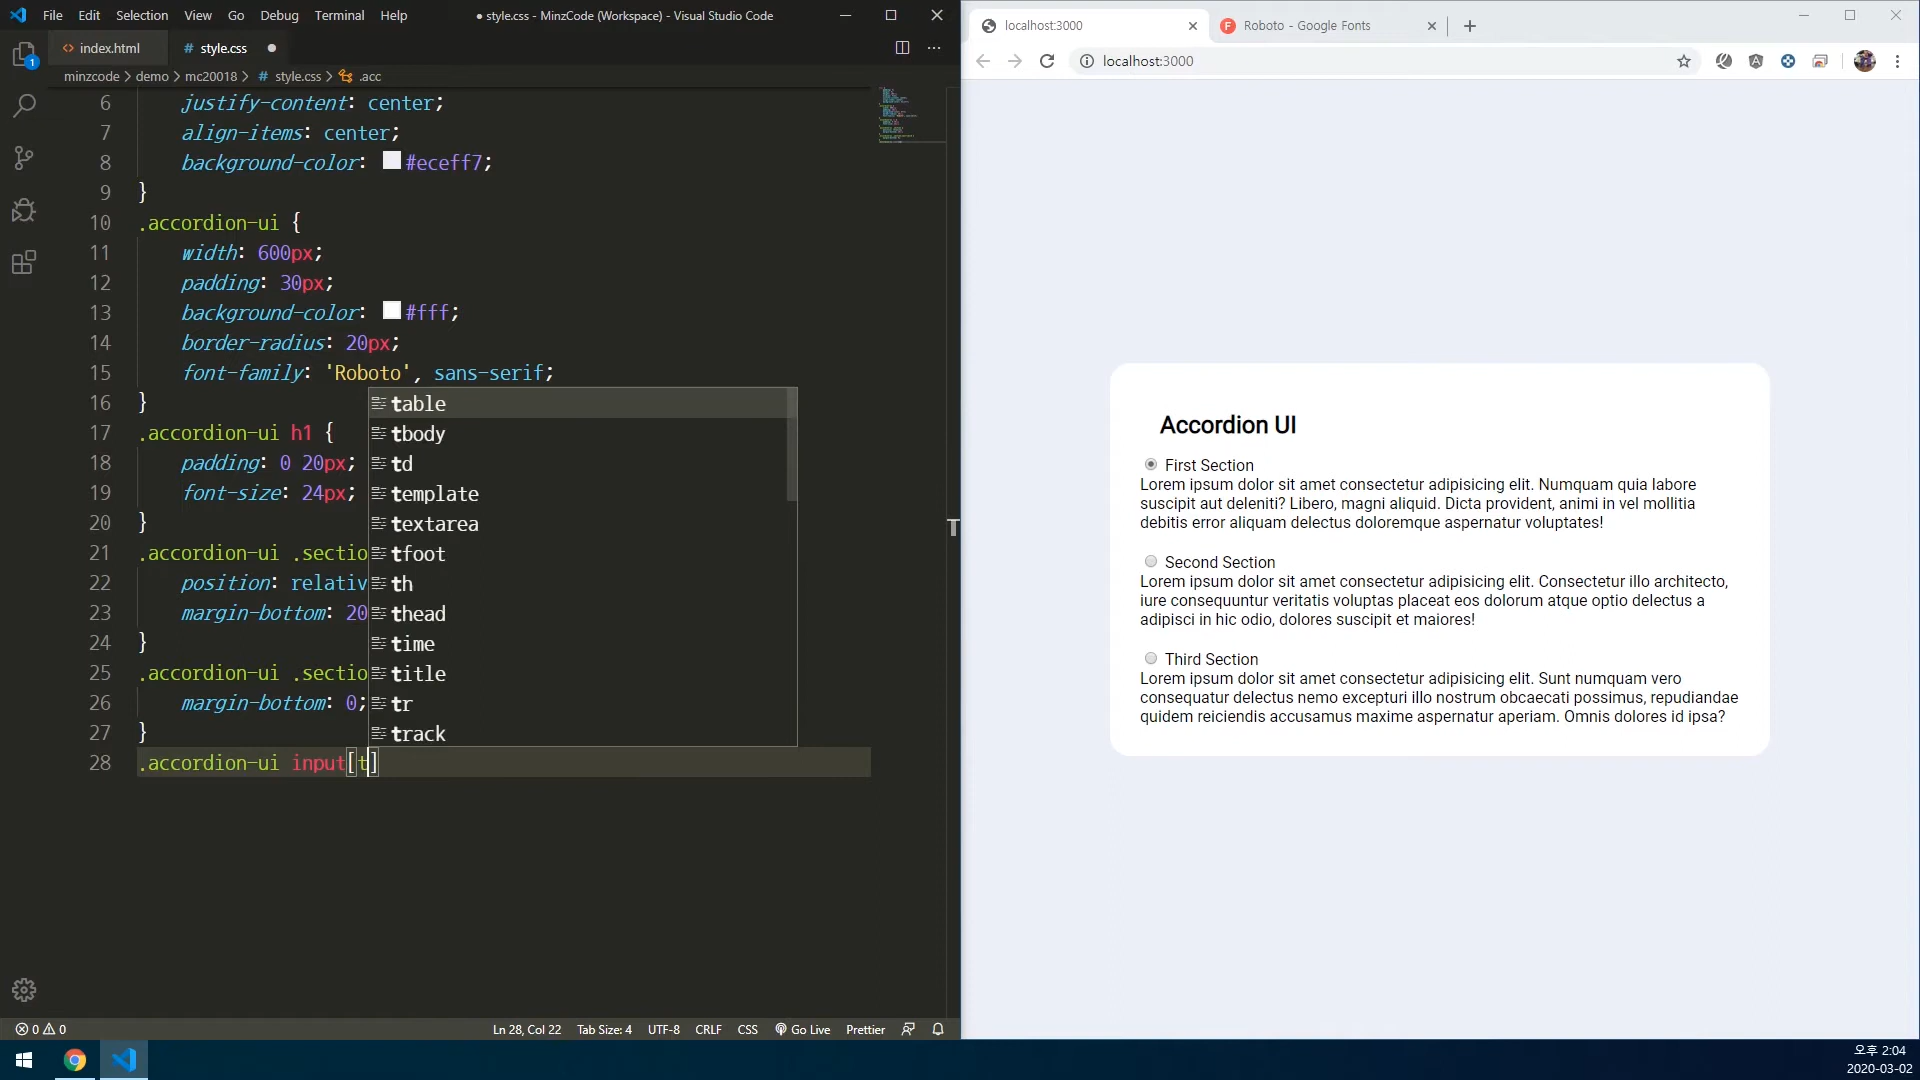 File Edit Selection View Go Debug Terminal Help
● style.css - MinzCode (Workspace) - Visual Studio Code
index.html
# style.css
minzcode > demo > mc20018 > # style.css > .acc
6 justify-content: center;
7 align-items: center;
8 background-color: #eceff7;
9 }
10 .accordion-ui {
11 width: 600px;
12 padding: 30px;
13 background-color: #fff;
14 border-radius: 20px;
15 font-family: 'Roboto', sans-serif;
16 }
17 .accordion-ui h1 {
18 padding: 0 20px;
19 font-size: 24px;
20 }
21 .accordion-ui .sectio
22 position: relativ
23 margin-bottom: 20
24 }
25 .accordion-ui .sectio
26 margin-bottom: 0;
27 }
28 .accordion-ui input[t]
table
tbody
td
template
textarea
tfoot
th
thead
time
title
tr
track
1
0 0
Ln 28, Col 22 Tab Size: 4 UTF-8 CRLF CSS Go Live Prettier
localhost:3000
F Roboto - Google Fonts
localhost:3000
Accordion UI
First Section
Lorem ipsum dolor sit amet consectetur adipisicing elit. Numquam quia labore
suscipit aut deleniti? Libero, magni aliquid. Dicta provident, animi in vel mollitia
debitis error aliquam delectus doloremque aspernatur voluptates!
Second Section
Lorem ipsum dolor sit amet consectetur adipisicing elit. Consectetur illo architecto,
iure consequuntur veritatis voluptas placeat eos dolorum atque optio delectus a
adipisci in hic odio, dolores suscipit et maiores!
Third Section
Lorem ipsum dolor sit amet consectetur adipisicing elit. Sunt numquam vero
consequatur delectus nemo excepturi illo nostrum obcaecati possimus, repudiandae
quidem reiciendis accusamus maxime aspernatur aperiam. Omnis dolores id ipsa?
오후 2:04
2020-03-02